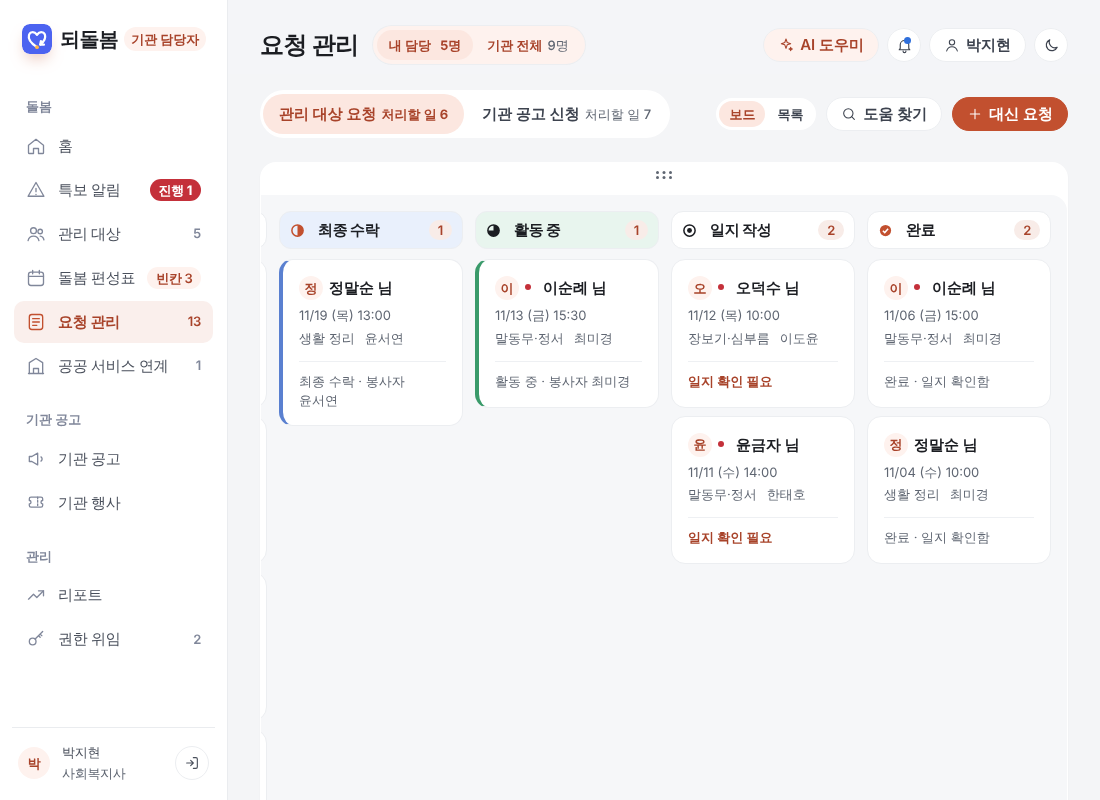 되돌봄 기관 담당자
돌봄
홈
특보 알림 진행 1
관리 대상 5
돌봄 편성표 빈칸 3
요청 관리 13
공공 서비스 연계 1
기관 공고
기관 공고
기관 행사
관리
리포트
권한 위임 2
박 박지현
사회복지사
요청 관리 내 담당 5명 기관 전체 9명
AI 도우미 박지현
관리 대상 요청 처리할 일 6 기관 공고 신청 처리할 일 7
보드 목록 도움 찾기 + 대신 요청
최종 수락 1
정 정말순 님
11/19 (목) 13:00
생활 정리 윤서연
최종 수락 · 봉사자
윤서연
활동 중 1
이 이순례 님
11/13 (금) 15:30
말동무·정서 최미경
활동 중 · 봉사자 최미경
일지 작성 2
오 오덕수 님
11/12 (목) 10:00
장보기·심부름 이도윤
일지 확인 필요
윤 윤금자 님
11/11 (수) 14:00
말동무·정서 한태호
일지 확인 필요
완료 2
이 이순례 님
11/06 (금) 15:00
말동무·정서 최미경
완료 · 일지 확인함
정 정말순 님
11/04 (수) 10:00
생활 정리 최미경
완료 · 일지 확인함